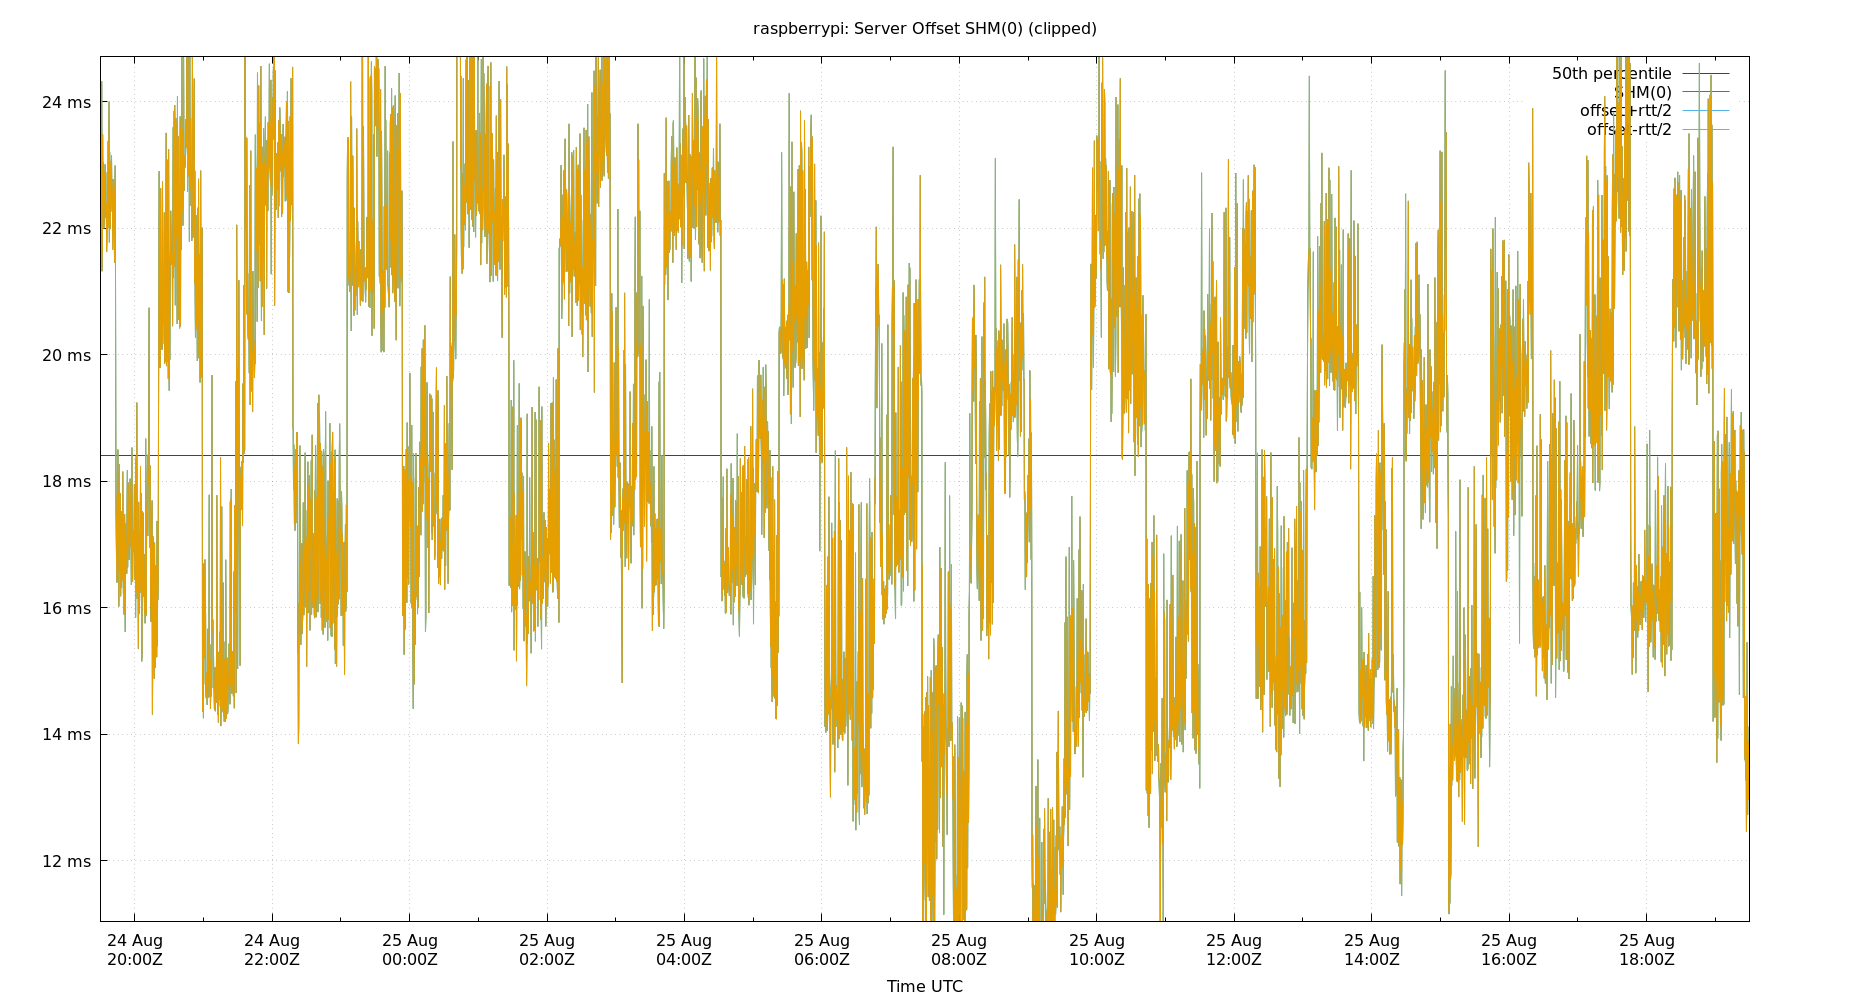 raspberrypi: Server Offset SHM(0) (clipped)
50th percentile
SHM(0)
offset+rtt/2
offset-rtt/2
24 ms
22 ms
20 ms
18 ms
16 ms
14 ms
12 ms
24 Aug 24 Aug 25 Aug 25 Aug 25 Aug 25 Aug 25 Aug 25 Aug 25 Aug 25 Aug 25 Aug 25 Aug
20:00Z 22:00Z 00:00Z 02:00Z 04:00Z 06:00Z 08:00Z 10:00Z 12:00Z 14:00Z 16:00Z 18:00Z
Time UTC